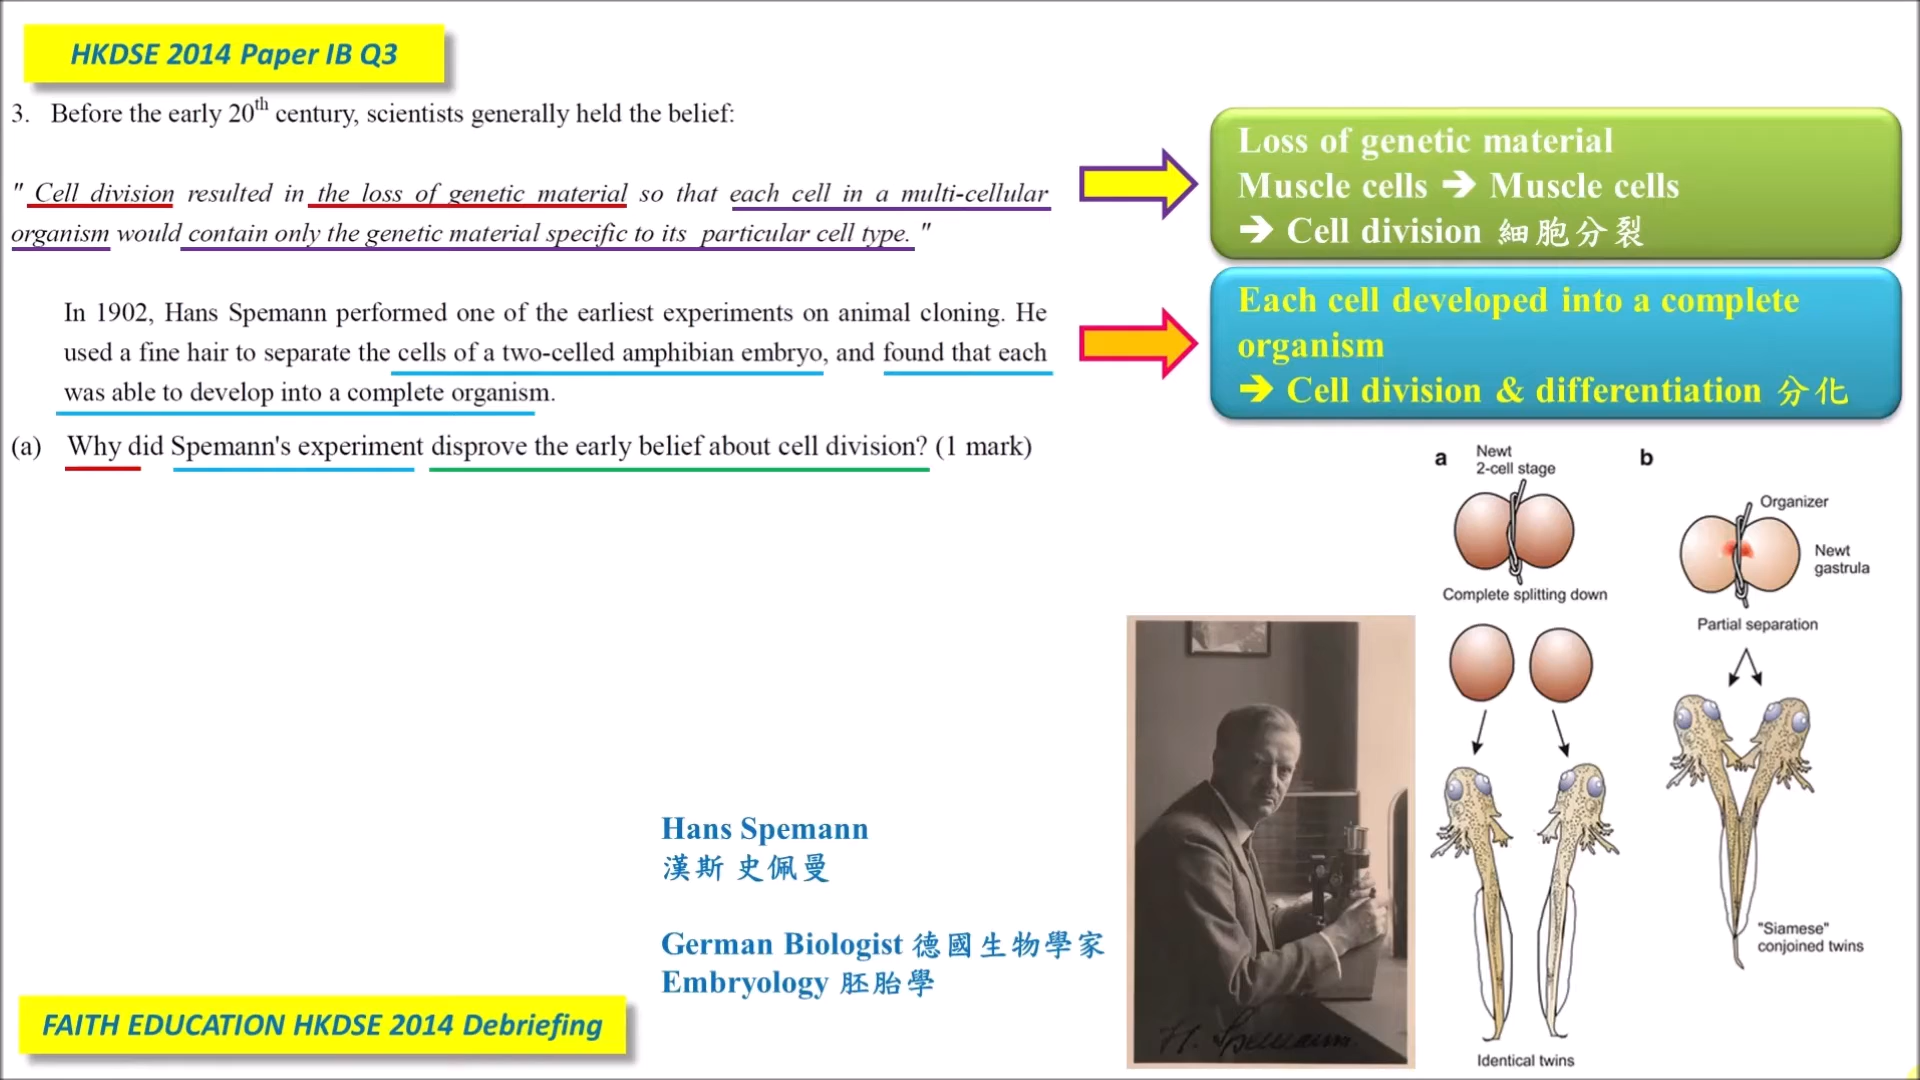 HKDSE 2014 Paper IB Q3
3. Before the early 20th century, scientists generally held the belief:
" Cell division resulted in the loss of genetic material so that each cell in a multi-cellular
organism would contain only the genetic material specific to its particular cell type. "
In 1902, Hans Spemann performed one of the earliest experiments on animal cloning. He
used a fine hair to separate the cells of a two-celled amphibian embryo, and found that each
was able to develop into a complete organism.
(a) Why did Spemann's experiment disprove the early belief about cell division? (1 mark)
Loss of genetic material
Muscle cells ➔ Muscle cells
➔ Cell division 細胞分裂
Each cell developed into a complete
organism
➔ Cell division & differentiation 分化
a
Newt
2-cell stage
Complete splitting down
Identical twins
b
Organizer
Newt
gastrula
Partial separation
"Siamese"
conjoined twins
Hans Spemann
漢斯 史佩曼
German Biologist 德國生物學家
Embryology 胚胎學
H. Spemann.
FAITH EDUCATION HKDSE 2014 Debriefing